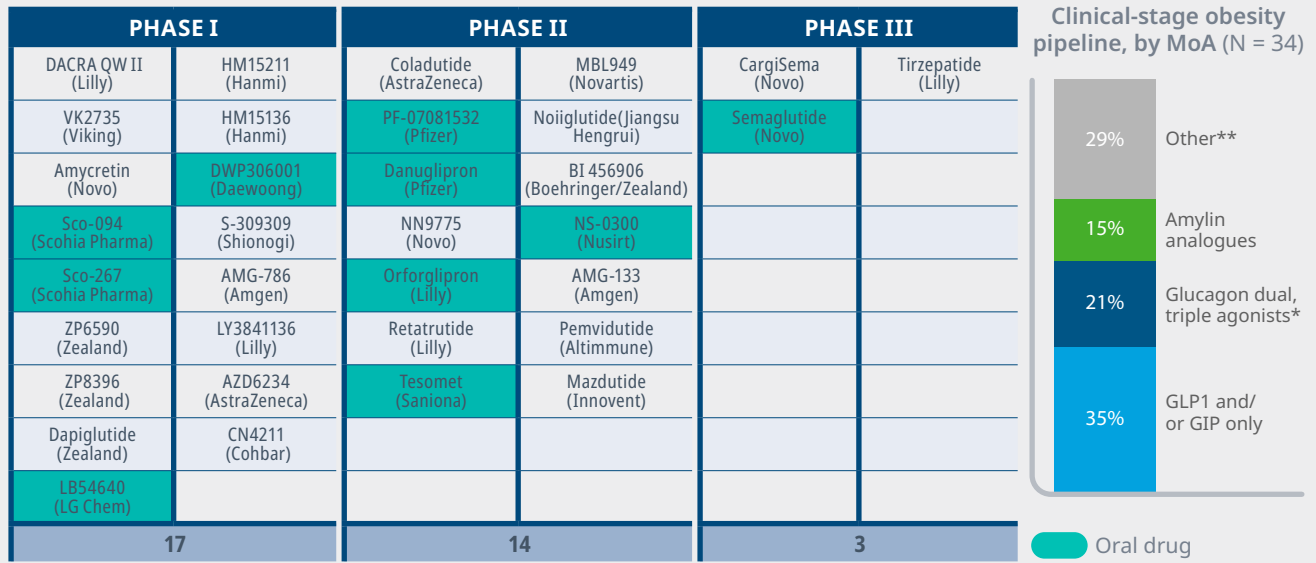 PHASE I
DACRA QW II
(Lilly)
HM15211
(Hanmi)
VK2735
(Viking)
HM15136
(Hanmi)
Amycretin
(Novo)
DWP306001
(Daewoong)
Sco-094
(Scohia Pharma)
S-309309
(Shionogi)
Sco-267
(Scohia Pharma)
AMG-786
(Amgen)
ZP6590
(Zealand)
LY3841136
(Lilly)
ZP8396
(Zealand)
AZD6234
(AstraZeneca)
Dapiglutide
(Zealand)
CN4211
(Cohbar)
LB54640
(LG Chem)
17
PHASE II
Coladutide
(AstraZeneca)
MBL949
(Novartis)
PF-07081532
(Pfizer)
Noiiglutide(Jiangsu
Hengrui)
Danuglipron
(Pfizer)
BI 456906
(Boehringer/Zealand)
NN9775
(Novo)
NS-0300
(Nusirt)
Orforglipron
(Lilly)
AMG-133
(Amgen)
Retatrutide
(Lilly)
Pemvidutide
(Altimmune)
Tesomet
(Saniona)
Mazdutide
(Innovent)
14
PHASE III
CargiSema
(Novo)
Tirzepatide
(Lilly)
Semaglutide
(Novo)
3
Clinical-stage obesity
pipeline, by MoA (N = 34)
29%
Other**
15%
Amylin
analogues
21%
Glucagon dual,
triple agonists*
35%
GLP1 and/
or GIP only
Oral drug